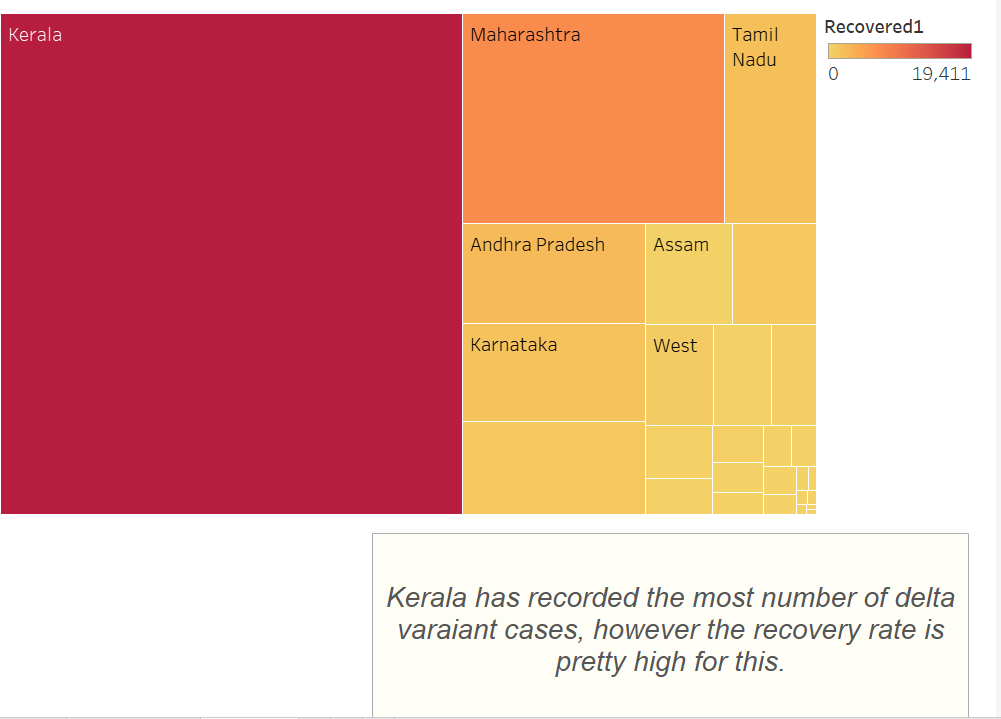 Kerala
Maharashtra
Tamil
Nadu
Recovered1
0 19,411
Andhra Pradesh
Assam
Karnataka
West
Kerala has recorded the most number of delta
varaiant cases, however the recovery rate is
pretty high for this.